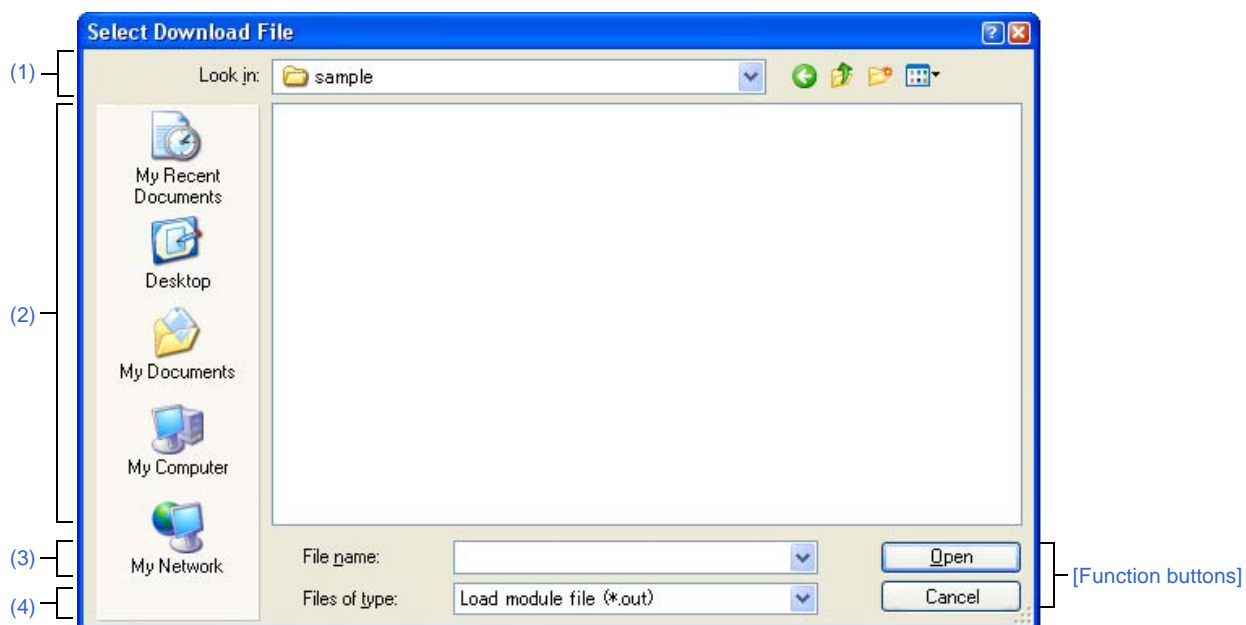 Select Download File
(1)
Look in:
sample
(2)
My Recent
Documents
Desktop
My Documents
My Computer
My Network
(3)
File name:
Open
(4)
Files of type:
Load module file (*.out)
Cancel
[Function buttons]